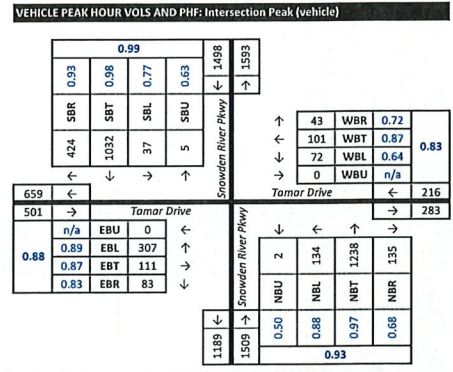 VEHICLE PEAK HOUR VOLS AND PHF: Intersection Peak (vehicle)
0.99
0.93 0.98 0.77 0.63
SBR SBT SBL SBU
424 1032 37 5
← ↓ → ↑
1498 1593
↓ ↑
Snowden River Pkwy
↑ 43 WBR 0.72
← 101 WBT 0.87
↓ 72 WBL 0.64
→ 0 WBU n/a
0.83
Tamar Drive ← 216
→ 283
659 ←
501 → Tamar Drive
n/a EBU 0 ←
0.89 EBL 307 ↑
0.87 EBT 111 →
0.83 EBR 83 ↓
0.88
Snowden River Pkwy
↓ ← ↑ →
2 134 1238 135
NBU NBL NBT NBR
0.50 0.88 0.97 0.68
0.93
↓ ↑
1189 1509